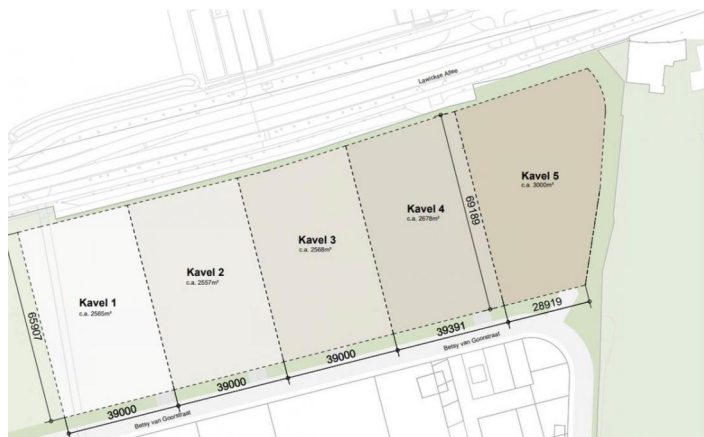 Lawickse Allee
Kavel 5
c.a. 3000m²
Kavel 4
c.a. 2678m²
69189
Kavel 3
c.a. 2568m²
Kavel 2
c.a. 2557m²
Kavel 1
c.a. 2565m²
65907
28919
39391
Betsy van Goorstraat
39000
39000
39000
Betsy van Goorstraat